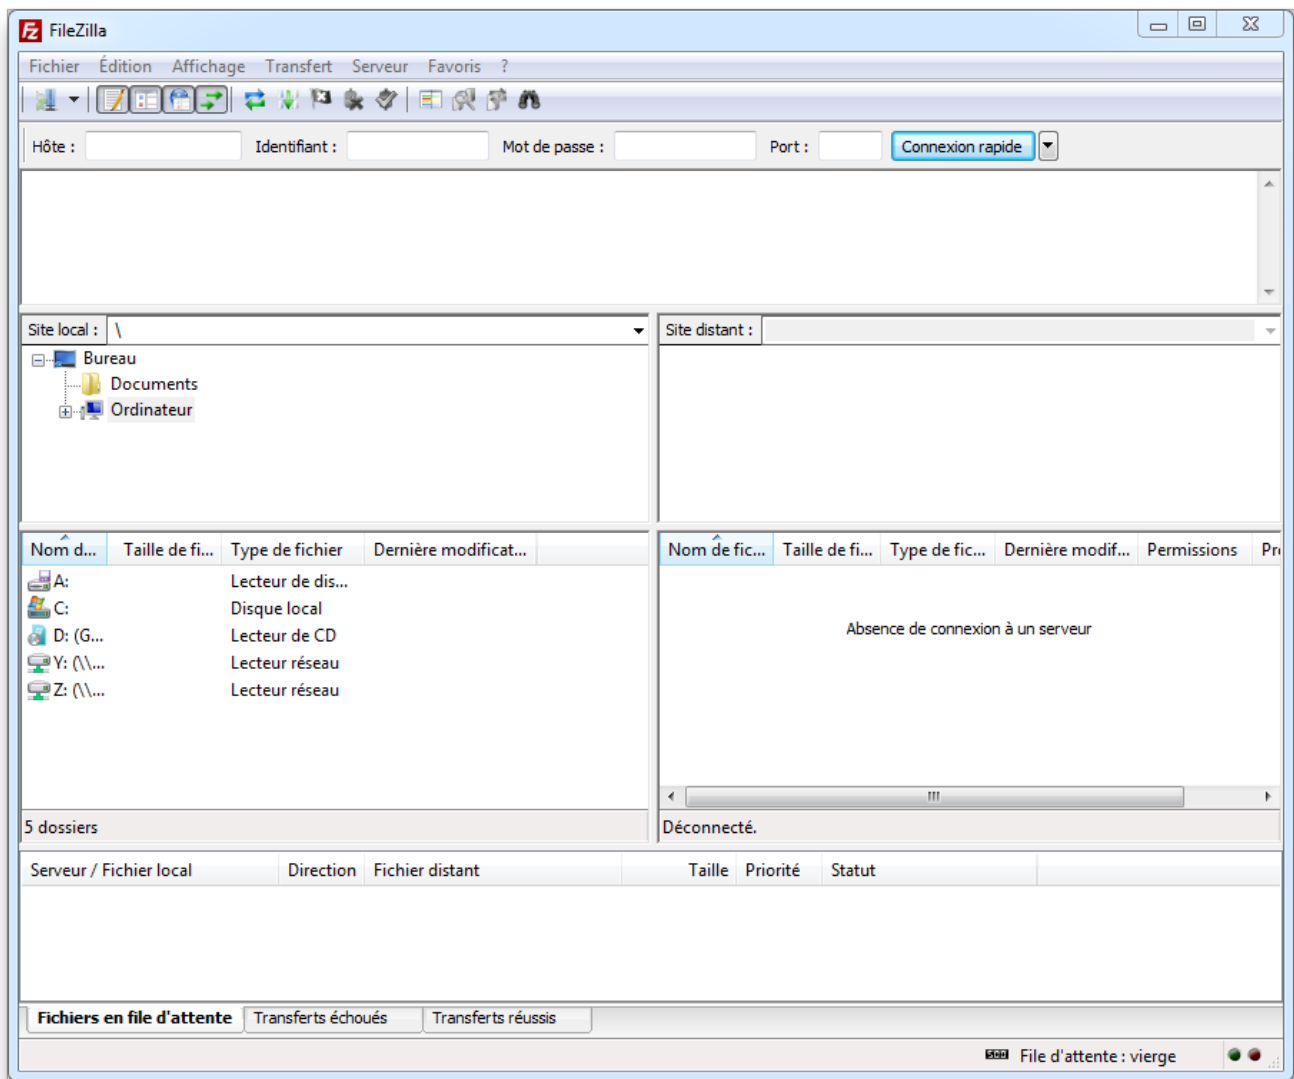 FileZilla
Fichier Édition Affichage Transfert Serveur Favoris ?
Hôte : Identifiant : Mot de passe : Port : Connexion rapide
Site local : \
Site distant :
Bureau
Documents
Ordinateur
Nom d... Taille de fi... Type de fichier Dernière modificat...
A: Lecteur de dis...
C: Disque local
D: (G... Lecteur de CD
Y: (\\... Lecteur réseau
Z: (\\... Lecteur réseau
5 dossiers
Nom de fic... Taille de fi... Type de fic... Dernière modif... Permissions Pr
Absence de connexion à un serveur
Déconnecté.
Serveur / Fichier local Direction Fichier distant Taille Priorité Statut
Fichiers en file d'attente Transferts échoués Transferts réussis
File d'attente : vierge